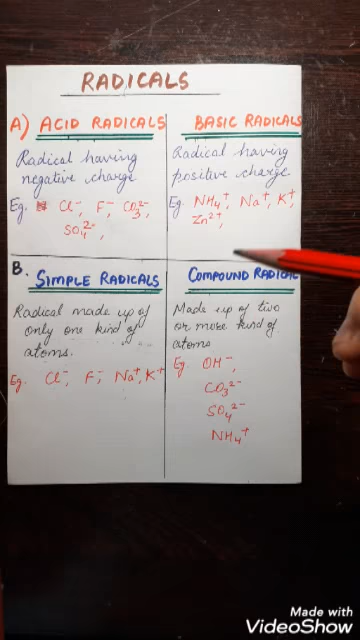 RADICALS
A) ACID RADICALS
Radical having
negative charge
Eg. Cl⁻, F⁻, CO₃²⁻,
SO₄²⁻,
BASIC RADICALS
Radical having
positive charge
Eg. NH₄⁺, Na⁺, K⁺,
Zn²⁺,
B. SIMPLE RADICALS
Radical made up of
only one kind of
atoms.
Eg. Cl⁻, F⁻, Na⁺, K⁺
COMPOUND RADICAL
Made up of two
or more kind of
atoms
Eg. OH⁻,
CO₃²⁻
SO₄²⁻
NH₄⁺
Made with
VideoShow